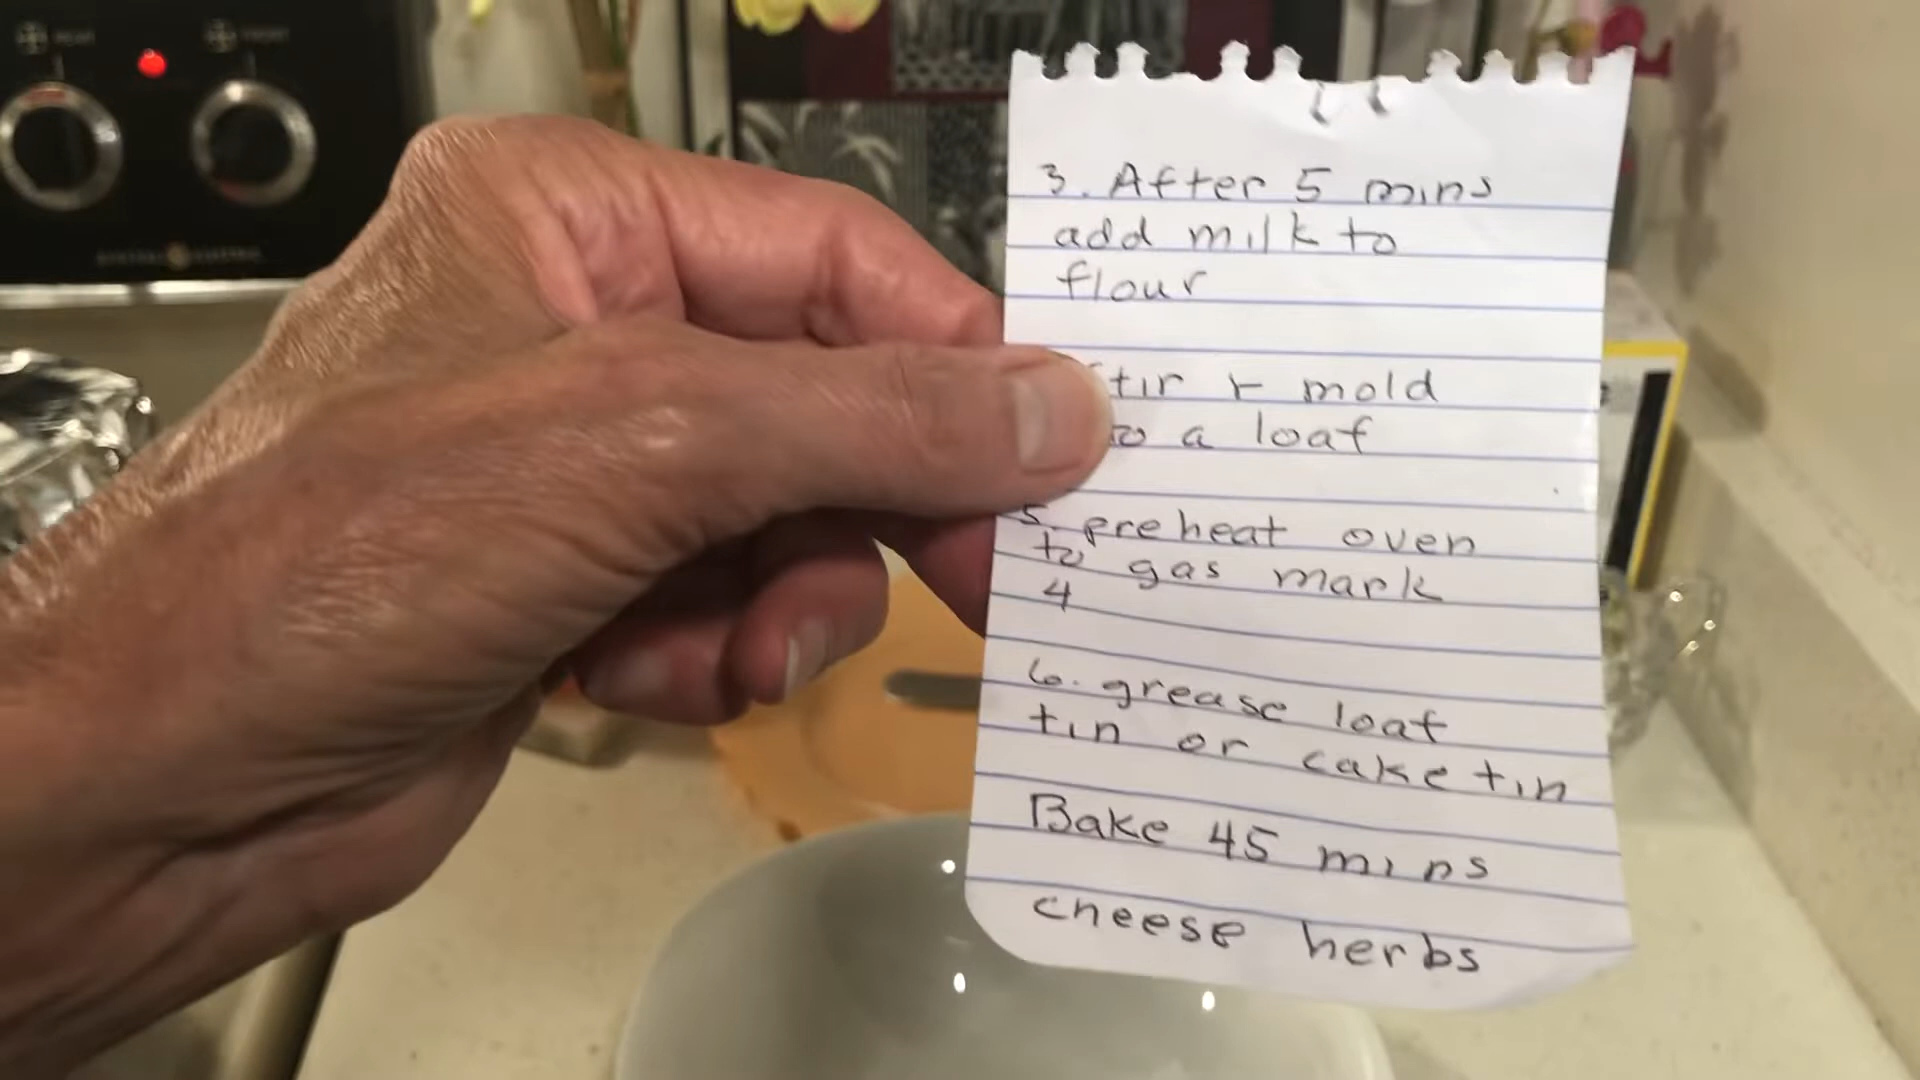 3. After 5 mins
add milk to
flour
tir + mold
to a loaf
5. preheat oven
to gas mark
4
6. grease loaf
tin or cake tin
Bake 45 mins
cheese herbs